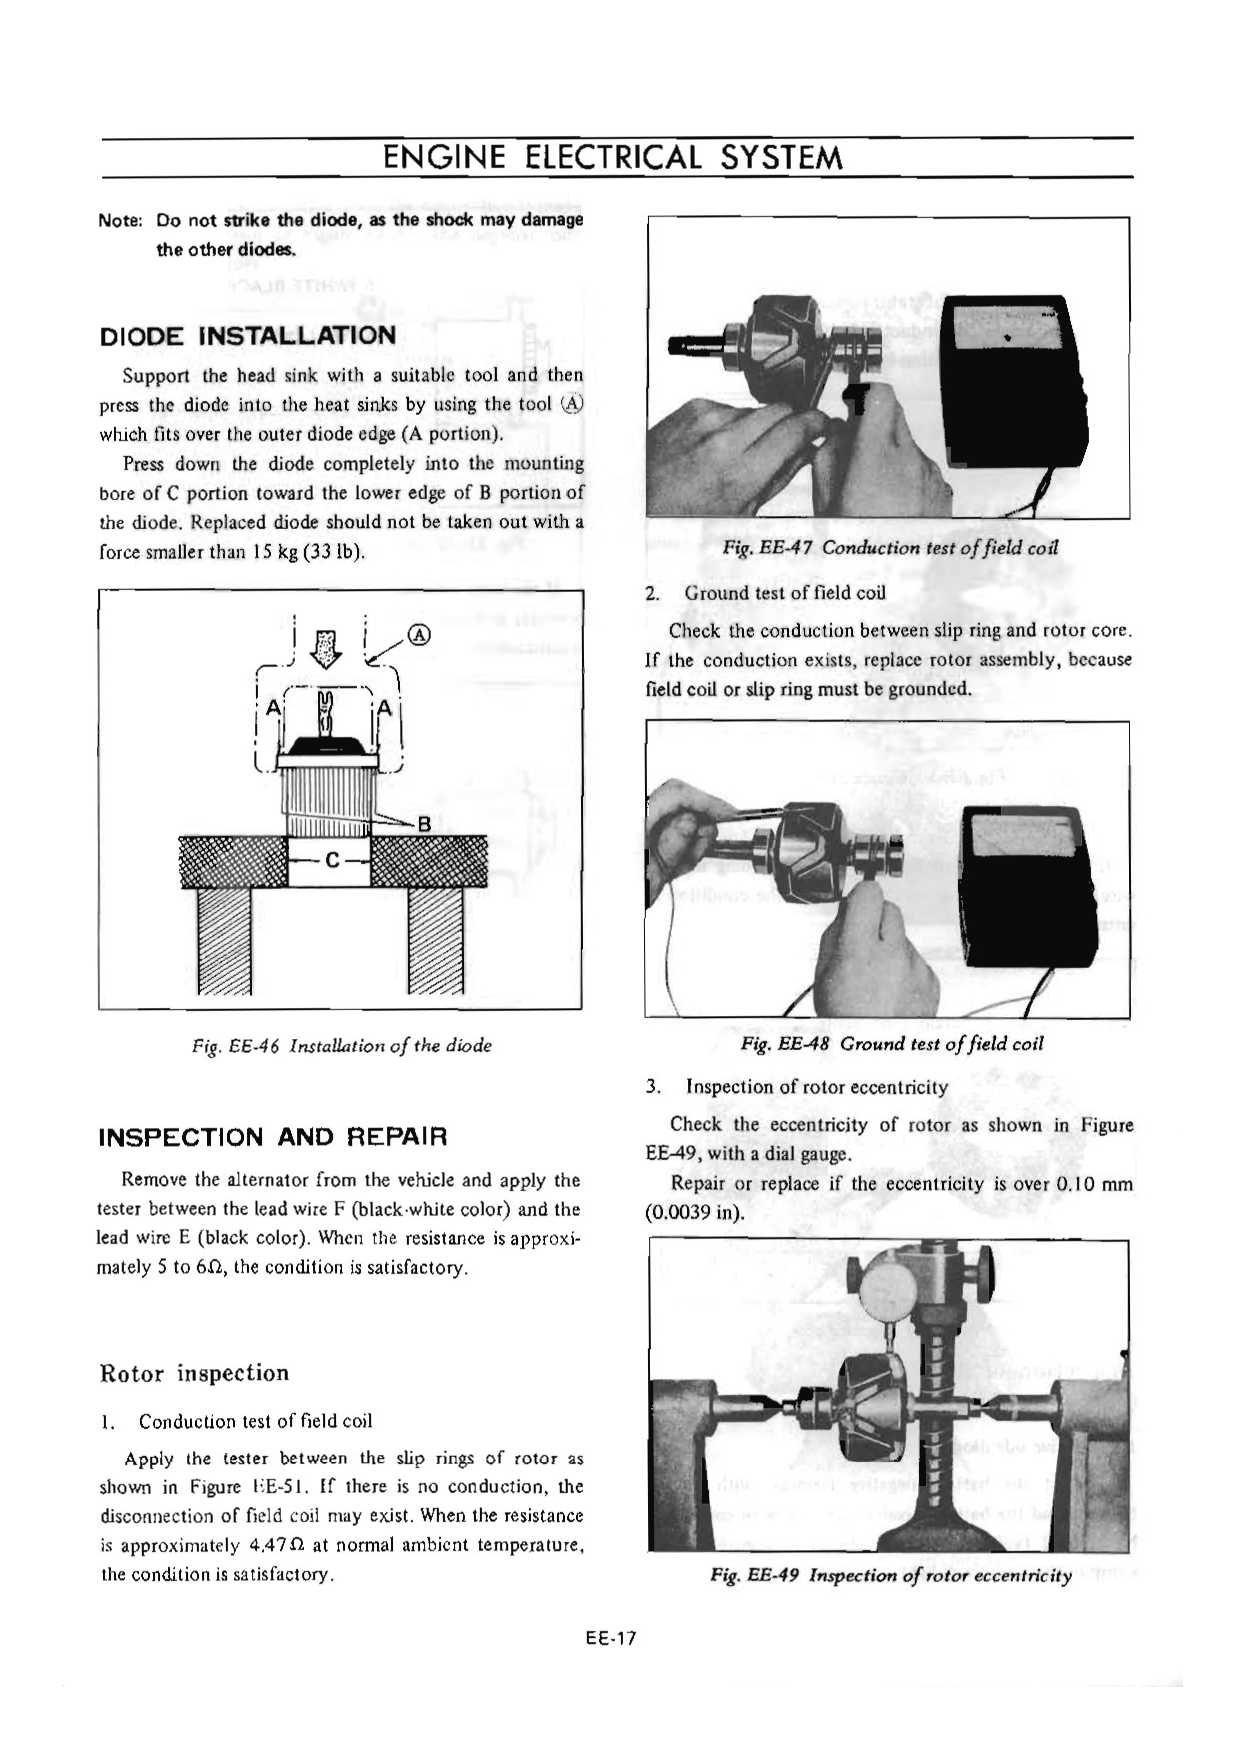 ENGINE ELECTRICAL SYSTEM
Note: Do not strike the diode, as the shock may damage
the other diodes.
DIODE INSTALLATION
Support the head sink with a suitable tool and then
press the diode into the heat sinks by using the tool Ⓐ
which fits over the outer diode edge (A portion).
Press down the diode completely into the mounting
bore of C portion toward the lower edge of B portion of
the diode. Replaced diode should not be taken out with a
force smaller than 15 kg (33 lb).
Ⓐ
A A
B
C
Fig. EE-46 Installation of the diode
INSPECTION AND REPAIR
Remove the alternator from the vehicle and apply the
tester between the lead wire F (black-white color) and the
lead wire E (black color). When the resistance is approxi-
mately 5 to 6Ω, the condition is satisfactory.
Rotor inspection
1. Conduction test of field coil
Apply the tester between the slip rings of rotor as
shown in Figure EE-51. If there is no conduction, the
disconnection of field coil may exist. When the resistance
is approximately 4.47Ω at normal ambient temperature,
the condition is satisfactory.
Fig. EE-47 Conduction test of field coil
2. Ground test of field coil
Check the conduction between slip ring and rotor core.
If the conduction exists, replace rotor assembly, because
field coil or slip ring must be grounded.
Fig. EE-48 Ground test of field coil
3. Inspection of rotor eccentricity
Check the eccentricity of rotor as shown in Figure
EE-49, with a dial gauge.
Repair or replace if the eccentricity is over 0.10 mm
(0.0039 in).
Fig. EE-49 Inspection of rotor eccentricity
EE-17